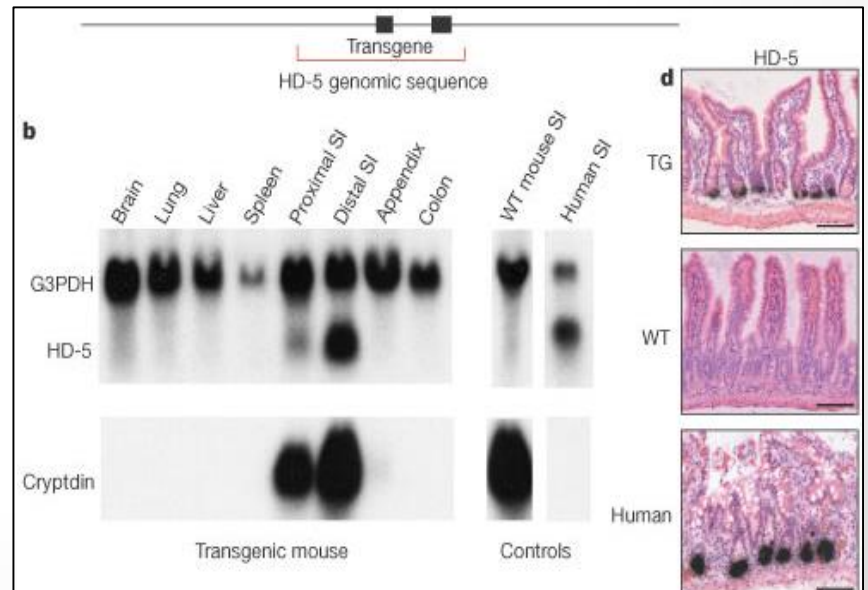 Transgene
HD-5 genomic sequence
b
Brain
Lung
Liver
Spleen
Proximal SI
Distal SI
Appendix
Colon
WT mouse SI
Human SI
G3PDH
HD-5
Cryptdin
Transgenic mouse
Controls
HD-5
d
TG
WT
Human